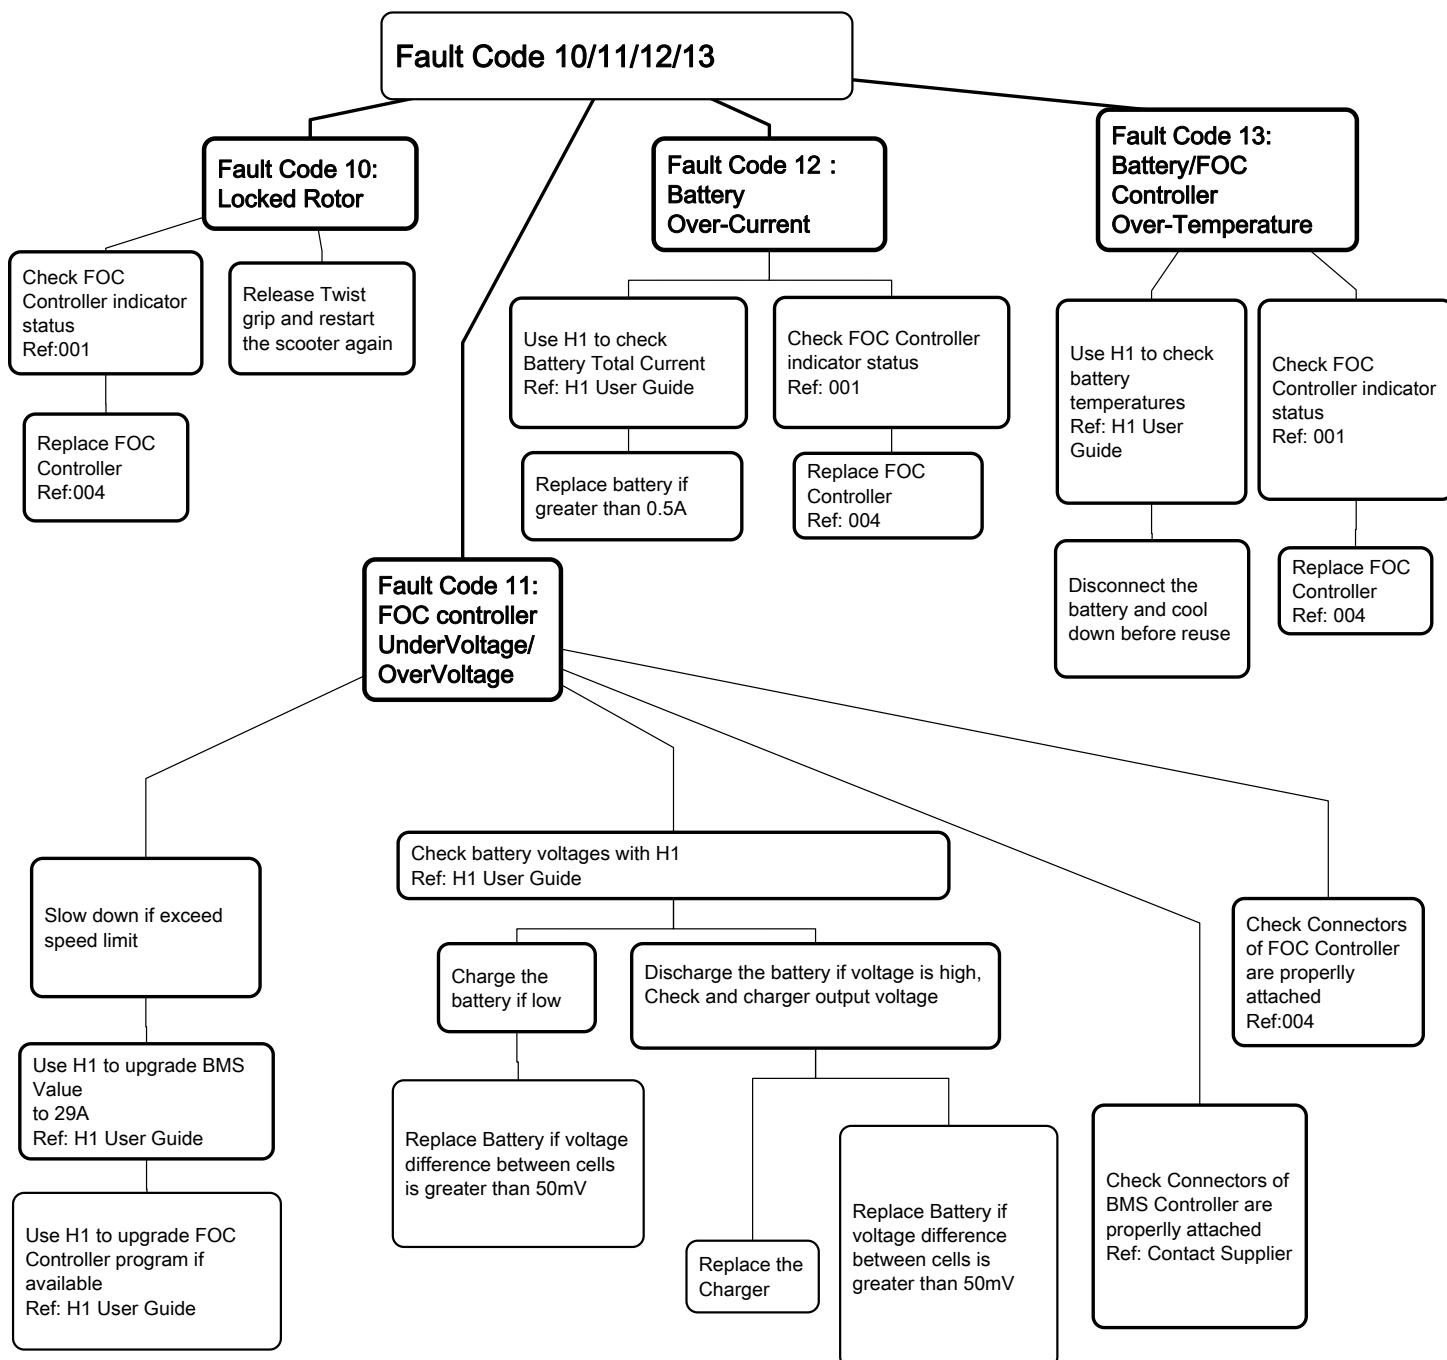 Fault Code 10/11/12/13
Fault Code 10:
Locked Rotor
Check FOC
Controller indicator
status
Ref:001
Replace FOC
Controller
Ref:004
Release Twist
grip and restart
the scooter again
Fault Code 12 :
Battery
Over-Current
Use H1 to check
Battery Total Current
Ref: H1 User Guide
Replace battery if
greater than 0.5A
Check FOC Controller
indicator status
Ref: 001
Replace FOC
Controller
Ref: 004
Fault Code 13:
Battery/FOC
Controller
Over-Temperature
Use H1 to check
battery
temperatures
Ref: H1 User
Guide
Disconnect the
battery and cool
down before reuse
Check FOC
Controller indicator
status
Ref: 001
Replace FOC
Controller
Ref: 004
Fault Code 11:
FOC controller
UnderVoltage/
OverVoltage
Slow down if exceed
speed limit
Use H1 to upgrade BMS
Value
to 29A
Ref: H1 User Guide
Use H1 to upgrade FOC
Controller program if
available
Ref: H1 User Guide
Check battery voltages with H1
Ref: H1 User Guide
Charge the
battery if low
Replace Battery if voltage
difference between cells
is greater than 50mV
Discharge the battery if voltage is high,
Check and charger output voltage
Replace the
Charger
Replace Battery if
voltage difference
between cells is
greater than 50mV
Check Connectors of
BMS Controller are
properlly attached
Ref: Contact Supplier
Check Connectors
of FOC Controller
are properlly
attached
Ref:004